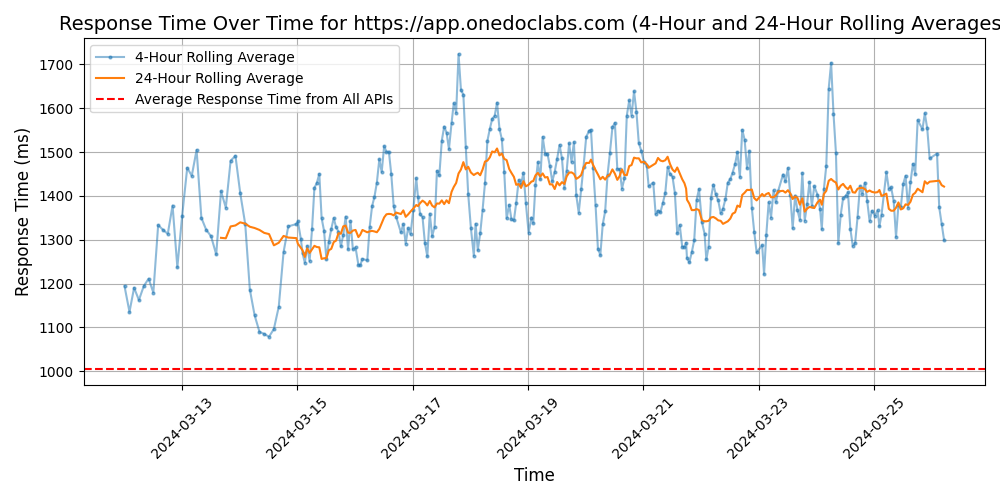 Response Time Over Time for https://app.onedoclabs.com (4-Hour and 24-Hour Rolling Averages
4-Hour Rolling Average
24-Hour Rolling Average
Average Response Time from All APIs
Response Time (ms)
1700
1600
1500
1400
1300
1200
1100
1000
2024-03-13
2024-03-15
2024-03-17
2024-03-19
2024-03-21
2024-03-23
2024-03-25
Time